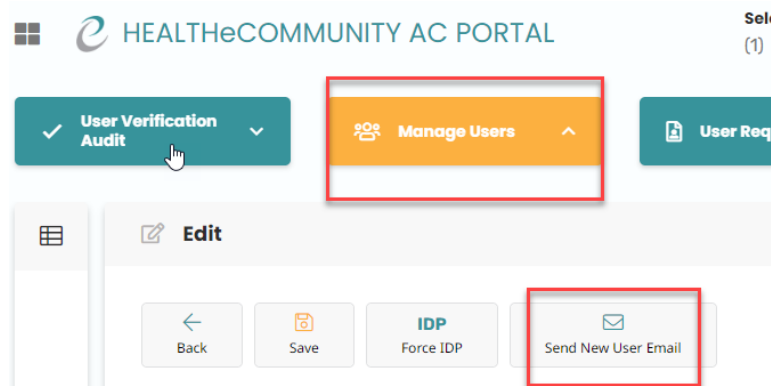 HEALTHeCOMMUNITY AC PORTAL
(1)
User Verification
Audit
Manage Users
User Req
Edit
IDP
Back
Save
Force IDP
Send New User Email